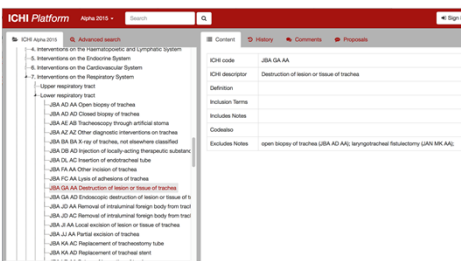 ICHI Platform Alpha 2015 Search Sign
ICHI Alpha 2015 Advanced search
4. Interventions on the Haematopoietic and Lymphatic System
5. Interventions on the Endocrine System
6. Interventions on the Cardiovascular System
7. Interventions on the Respiratory System
Upper respiratory tract
Lower respiratory tract
JBA AD AA Open biopsy of trachea
JBA AD AD Closed biopsy of trachea
JBA AE AB Tracheoscopy through artificial stoma
JBA AZ AZ Other diagnostic interventions on trachea
JBA BA BA X-ray of trachea, not elsewhere classified
JBA DB AD Injection of locally-acting therapeutic substanc
JBA DL AC Insertion of endotracheal tube
JBA FA AA Other incision of trachea
JBA FC AA Lysis of adhesions of trachea
JBA GA AA Destruction of lesion or tissue of trachea
JBA GA AD Endoscopic destruction of lesion or tissue of tr
JBA JD AA Removal of intraluminal foreign body from trach
JBA JD AC Removal of intraluminal foreign body from trach
JBA JI AA Local excision of lesion or tissue of trachea
JBA JJ AA Partial excision of trachea
JBA KA AC Replacement of tracheostomy tube
JBA KA AD Replacement of tracheal stent
Content History Comments Proposals
ICHI code JBA GA AA
ICHI descriptor Destruction of lesion or tissue of trachea
Definition
Inclusion Terms
Includes Notes
Codealso
Excludes Notes open biopsy of trachea (JBA AD AA); laryngotracheal fistulectomy (JAN MK AA);